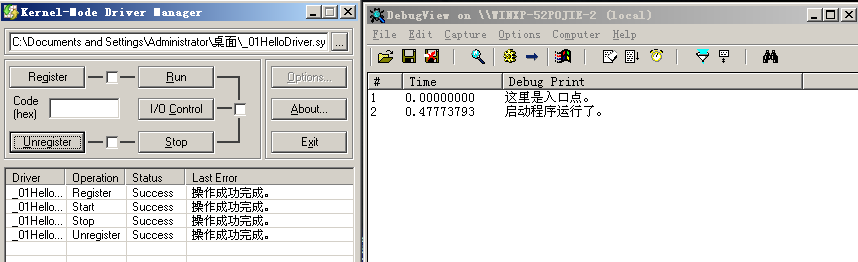 Kernel-Mode Driver Manager
C:\Documents and Settings\Administrator\桌面\_01HelloDriver.sy
...
Register
Run
Options...
Code
(hex)
I/O Control
About...
Unregister
Stop
Exit
Driver Operation Status Last Error
_01Hello... Register Success 操作成功完成。
_01Hello... Start Success 操作成功完成。
_01Hello... Stop Success 操作成功完成。
_01Hello... Unregister Success 操作成功完成。
DebugView on \\WINXP-52POJIE-2 (local)
File Edit Capture Options Computer Help
# Time Debug Print
1 0.00000000 这里是入口点。
2 0.47773793 启动程序运行了。